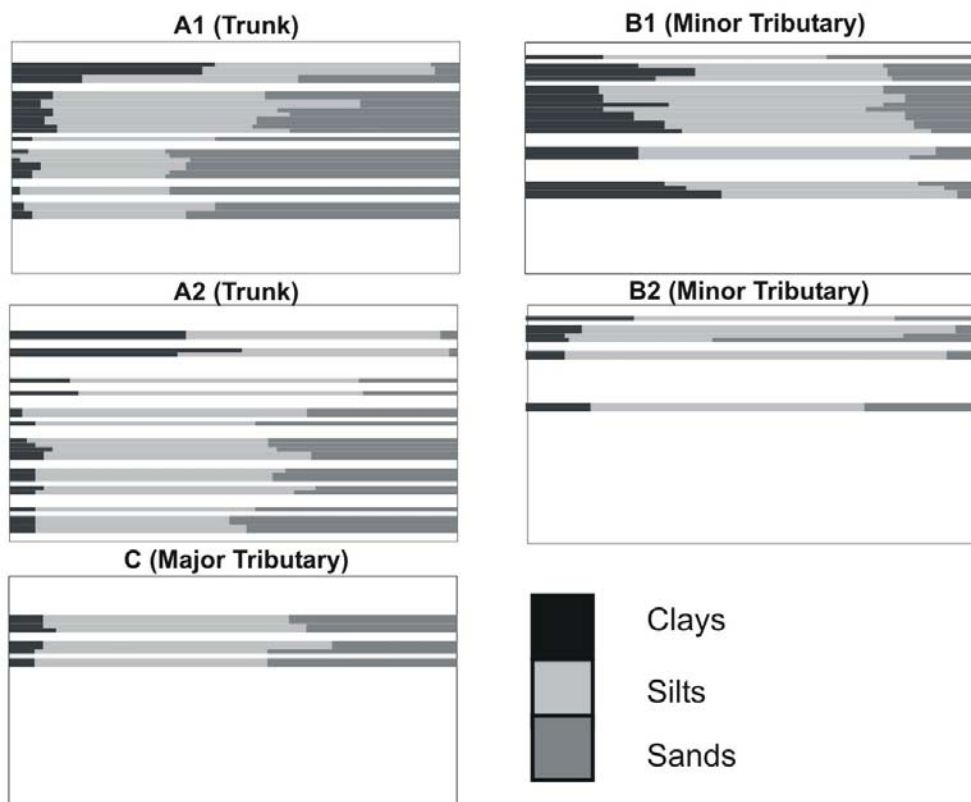 A1 (Trunk)
B1 (Minor Tributary)
A2 (Trunk)
B2 (Minor Tributary)
C (Major Tributary)
Clays
Silts
Sands